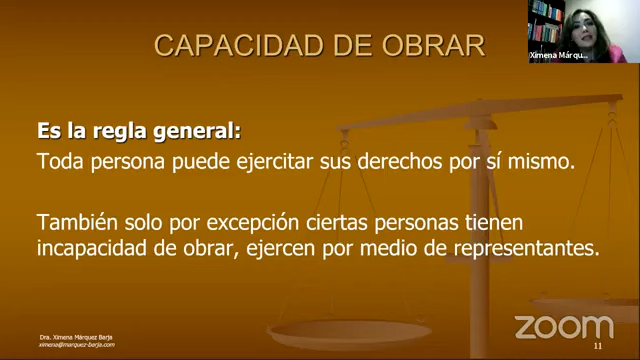 CAPACIDAD DE OBRAR
Ximena Márqu...
Es la regla general:
Toda persona puede ejercitar sus derechos por sí mismo.
También solo por excepción ciertas personas tienen
incapacidad de obrar, ejercen por medio de representantes.
Dra. Ximena Márquez Barja
ximena@marquez-barja.com
zoom
11